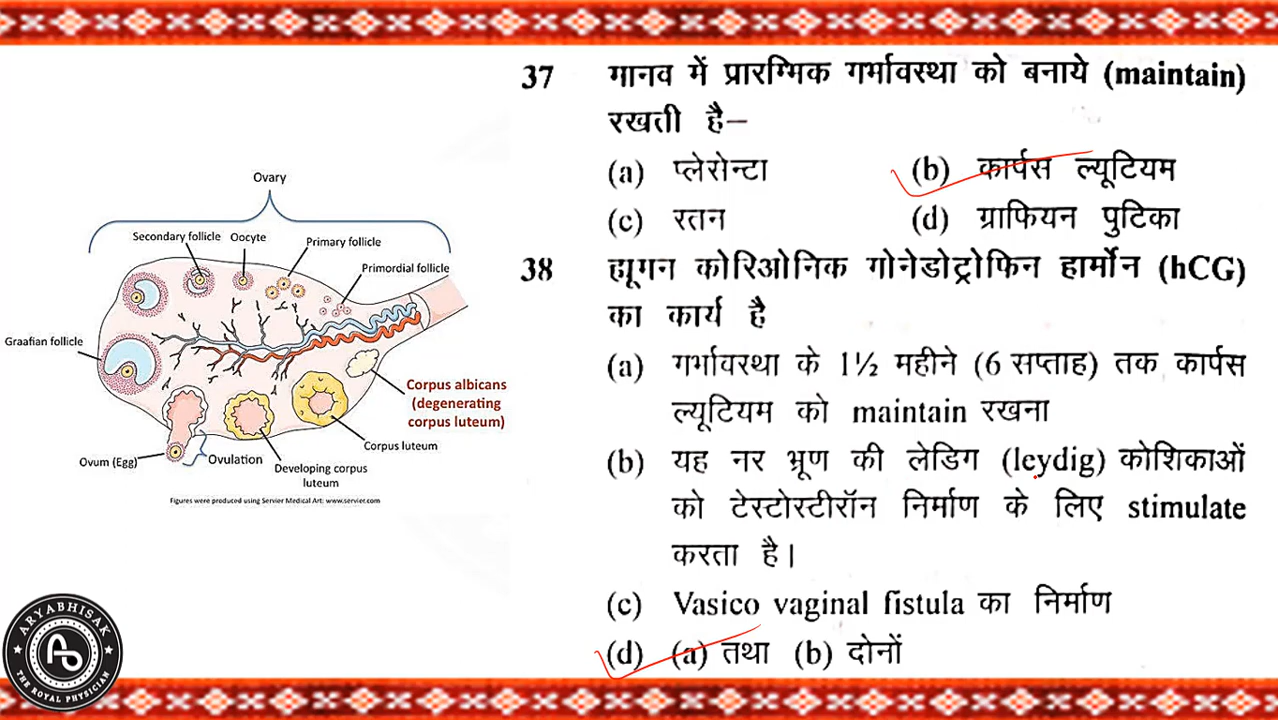 Ovary
Secondary follicle
Oocyte
Primary follicle
Primordial follicle
Graafian follicle
Corpus albicans
(degenerating
corpus luteum)
Corpus luteum
Ovum (Egg)
Ovulation
Developing corpus
luteum
Figures were produced using Servier Medical Art: www.servier.com
37 मानव में प्रारम्भिक गर्भावस्था को बनाये (maintain)
रखती है–
(a) प्लेसेन्टा (b) कार्पस ल्यूटियम
(c) स्तन (d) ग्राफियन पुटिका
38 ह्यूमन कोरिओनिक गोनेडोट्रोफिन हार्मोन (hCG)
का कार्य है
(a) गर्भावस्था के 1½ महीने (6 सप्ताह) तक कार्पस
ल्यूटियम को maintain रखना
(b) यह नर भ्रूण की लेडिग (leydig) कोशिकाओं
को टेस्टोस्टीरॉन निर्माण के लिए stimulate
करता है।
(c) Vasico vaginal fistula का निर्माण
(d) (a) तथा (b) दोनों
ARYABHISAK
THE ROYAL PHYSICIAN